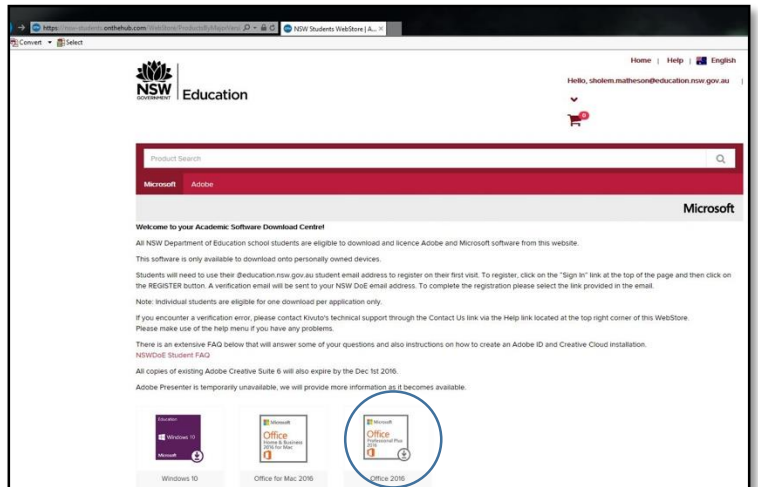 https://nsw-students.onthehub.com/WebStore/ProductsByMajorVersi
NSW Students WebStore | A... ×
Convert Select
Home | Help | English
NSW
GOVERNMENT
Education
Hello, sholem.matheson@education.nsw.gov.au |
0
Product Search
Microsoft Adobe
Microsoft
Welcome to your Academic Software Download Centre!
All NSW Department of Education school students are eligible to download and licence Adobe and Microsoft software from this website.
This software is only available to download onto personally owned devices.
Students will need to use their @education.nsw.gov.au student email address to register on their first visit. To register, click on the "Sign In" link at the top of the page and then click on
the REGISTER button. A verification email will be sent to your NSW DoE email address. To complete the registration please select the link provided in the email.
Note: Individual students are eligible for one download per application only.
If you encounter a verification error, please contact Kivuto's technical support through the Contact Us link via the Help link located at the top right corner of this WebStore.
Please make use of the help menu if you have any problems.
There is an extensive FAQ below that will answer some of your questions and also instructions on how to create an Adobe ID and Creative Cloud installation.
NSWDoE Student FAQ
All copies of existing Adobe Creative Suite 6 will also expire by the Dec 1st 2016.
Adobe Presenter is temporarily unavailable, we will provide more information as it becomes available.
Education
Windows 10
Microsoft
Microsoft
Office
Home & Business
2016 for Mac
Microsoft
Office
Professional Plus
2016
Windows 10 Office for Mac 2016 Office 2016